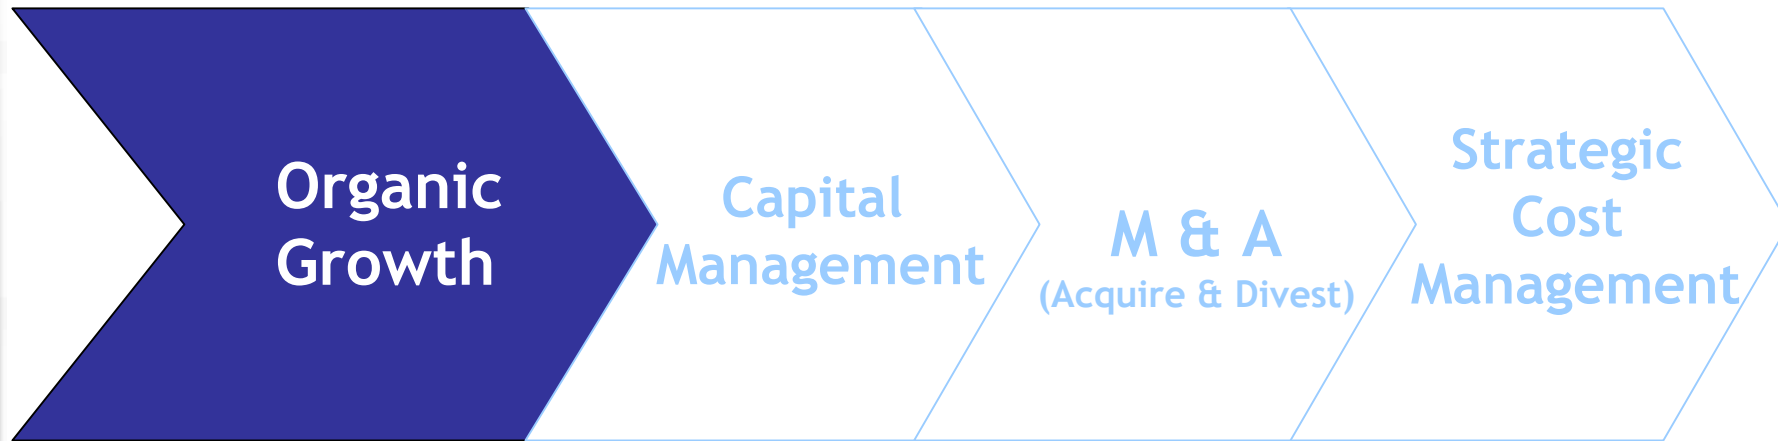 Organic
Growth
Capital
Management
M & A
(Acquire & Divest)
Strategic
Cost
Management